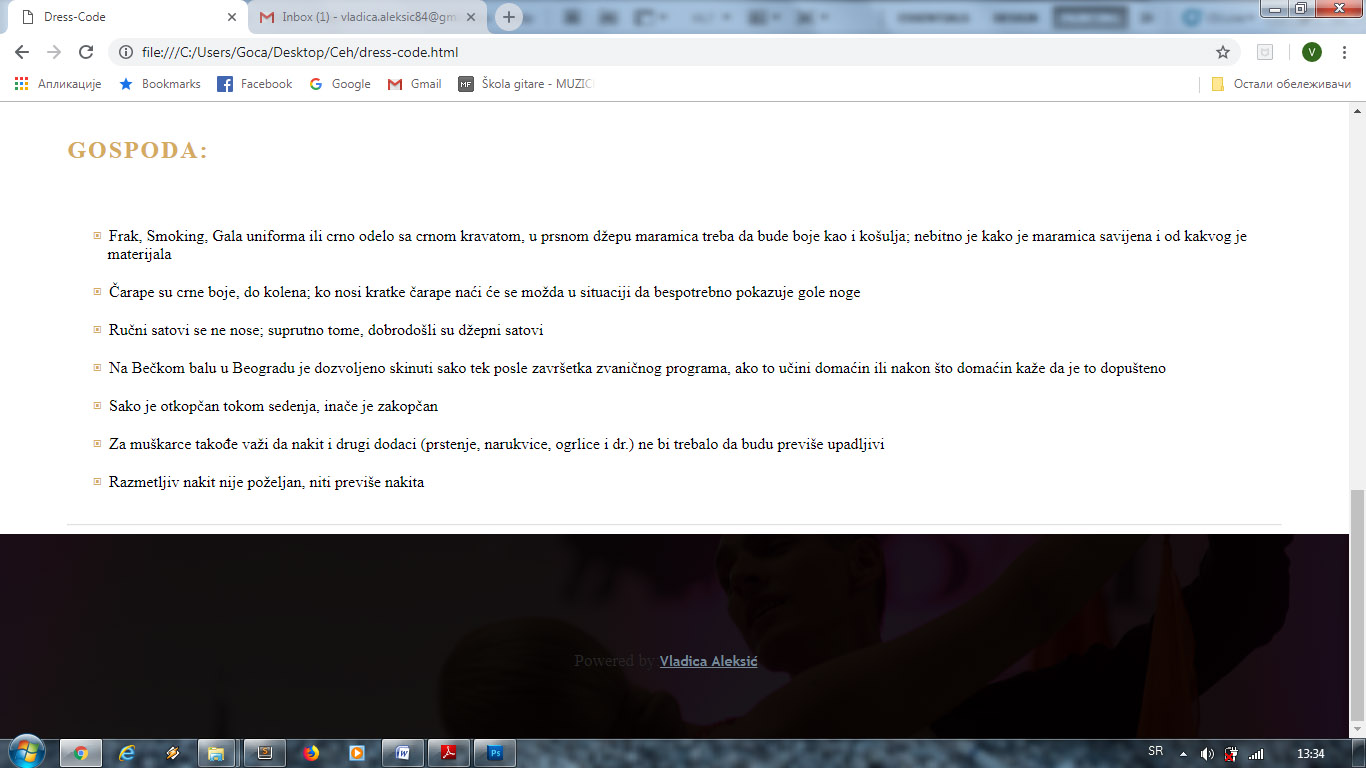 Dress-Code
Inbox (1) - vladica.aleksic84@gm
file:///C:/Users/Goca/Desktop/Ceh/dress-code.html
V
Апликације
Bookmarks
Facebook
Google
Gmail
MF
Škola gitare - MUZIC
Остали обележивачи
GOSPODA:
Frak, Smoking, Gala uniforma ili crno odelo sa crnom kravatom, u prsnom džepu maramica treba da bude boje kao i košulja; nebitno je kako je maramica savijena i od kakvog je
materijala
Čarape su crne boje, do kolena; ko nosi kratke čarape naći će se možda u situaciji da bespotrebno pokazuje gole noge
Ručni satovi se ne nose; suprutno tome, dobrodošli su džepni satovi
Na Bečkom balu u Beogradu je dozvoljeno skinuti sako tek posle završetka zvaničnog programa, ako to učini domaćin ili nakon što domaćin kaže da je to dopušteno
Sako je otkopčan tokom sedenja, inače je zakopčan
Za muškarce takođe važi da nakit i drugi dodaci (prstenje, narukvice, ogrlice i dr.) ne bi trebalo da budu previše upadljivi
Razmetljiv nakit nije poželjan, niti previše nakita
Powered by Vladica Aleksić
Ps
SR
13:34